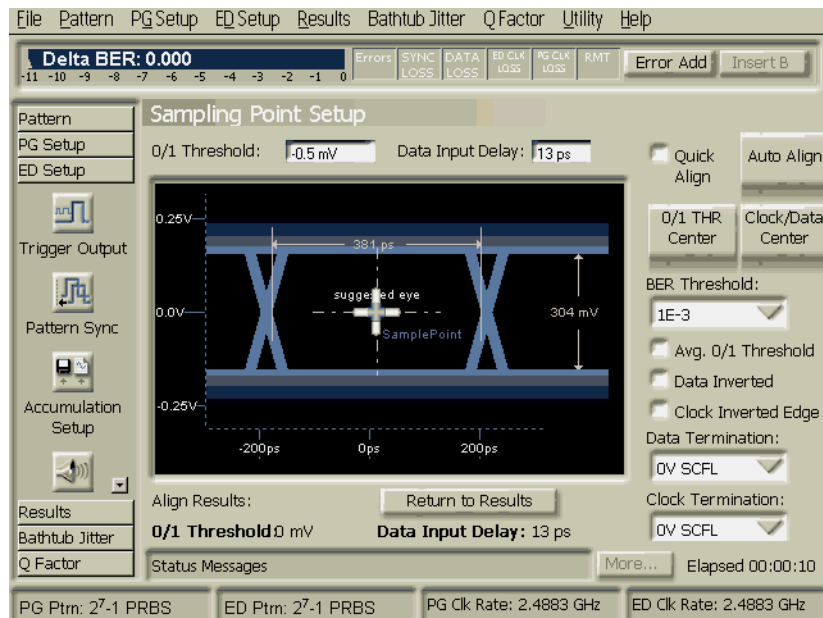 File Pattern PG Setup ED Setup Results Bathtub Jitter Q Factor Utility Help
Delta BER: 0.000
-11 -10 -9 -8 -7 -6 -5 -4 -3 -2 -1 0
Errors
SYNC LOSS
DATA LOSS
ED CLK LOSS
PG CLK LOSS
RMT
Error Add
Insert B
Pattern
PG Setup
ED Setup
Trigger Output
Pattern Sync
Accumulation
Setup
Results
Bathtub Jitter
Q Factor
Sampling Point Setup
0/1 Threshold: -0.5 mV Data Input Delay: 13 ps
0.25V
381 ps
suggested eye
0.0V
304 mV
SamplePoint
-0.25V
-200ps 0ps 200ps
Align Results:
Return to Results
0/1 Threshold:0 mV Data Input Delay: 13 ps
Quick
Align
Auto Align
0/1 THR
Center
Clock/Data
Center
BER Threshold:
1E-3
Avg. 0/1 Threshold
Data Inverted
Clock Inverted Edge
Data Termination:
0V SCFL
Clock Termination:
0V SCFL
Status Messages
More...
Elapsed 00:00:10
PG Ptrn: 2⁷-1 PRBS
ED Ptrn: 2⁷-1 PRBS
PG Clk Rate: 2.4883 GHz
ED Clk Rate: 2.4883 GHz